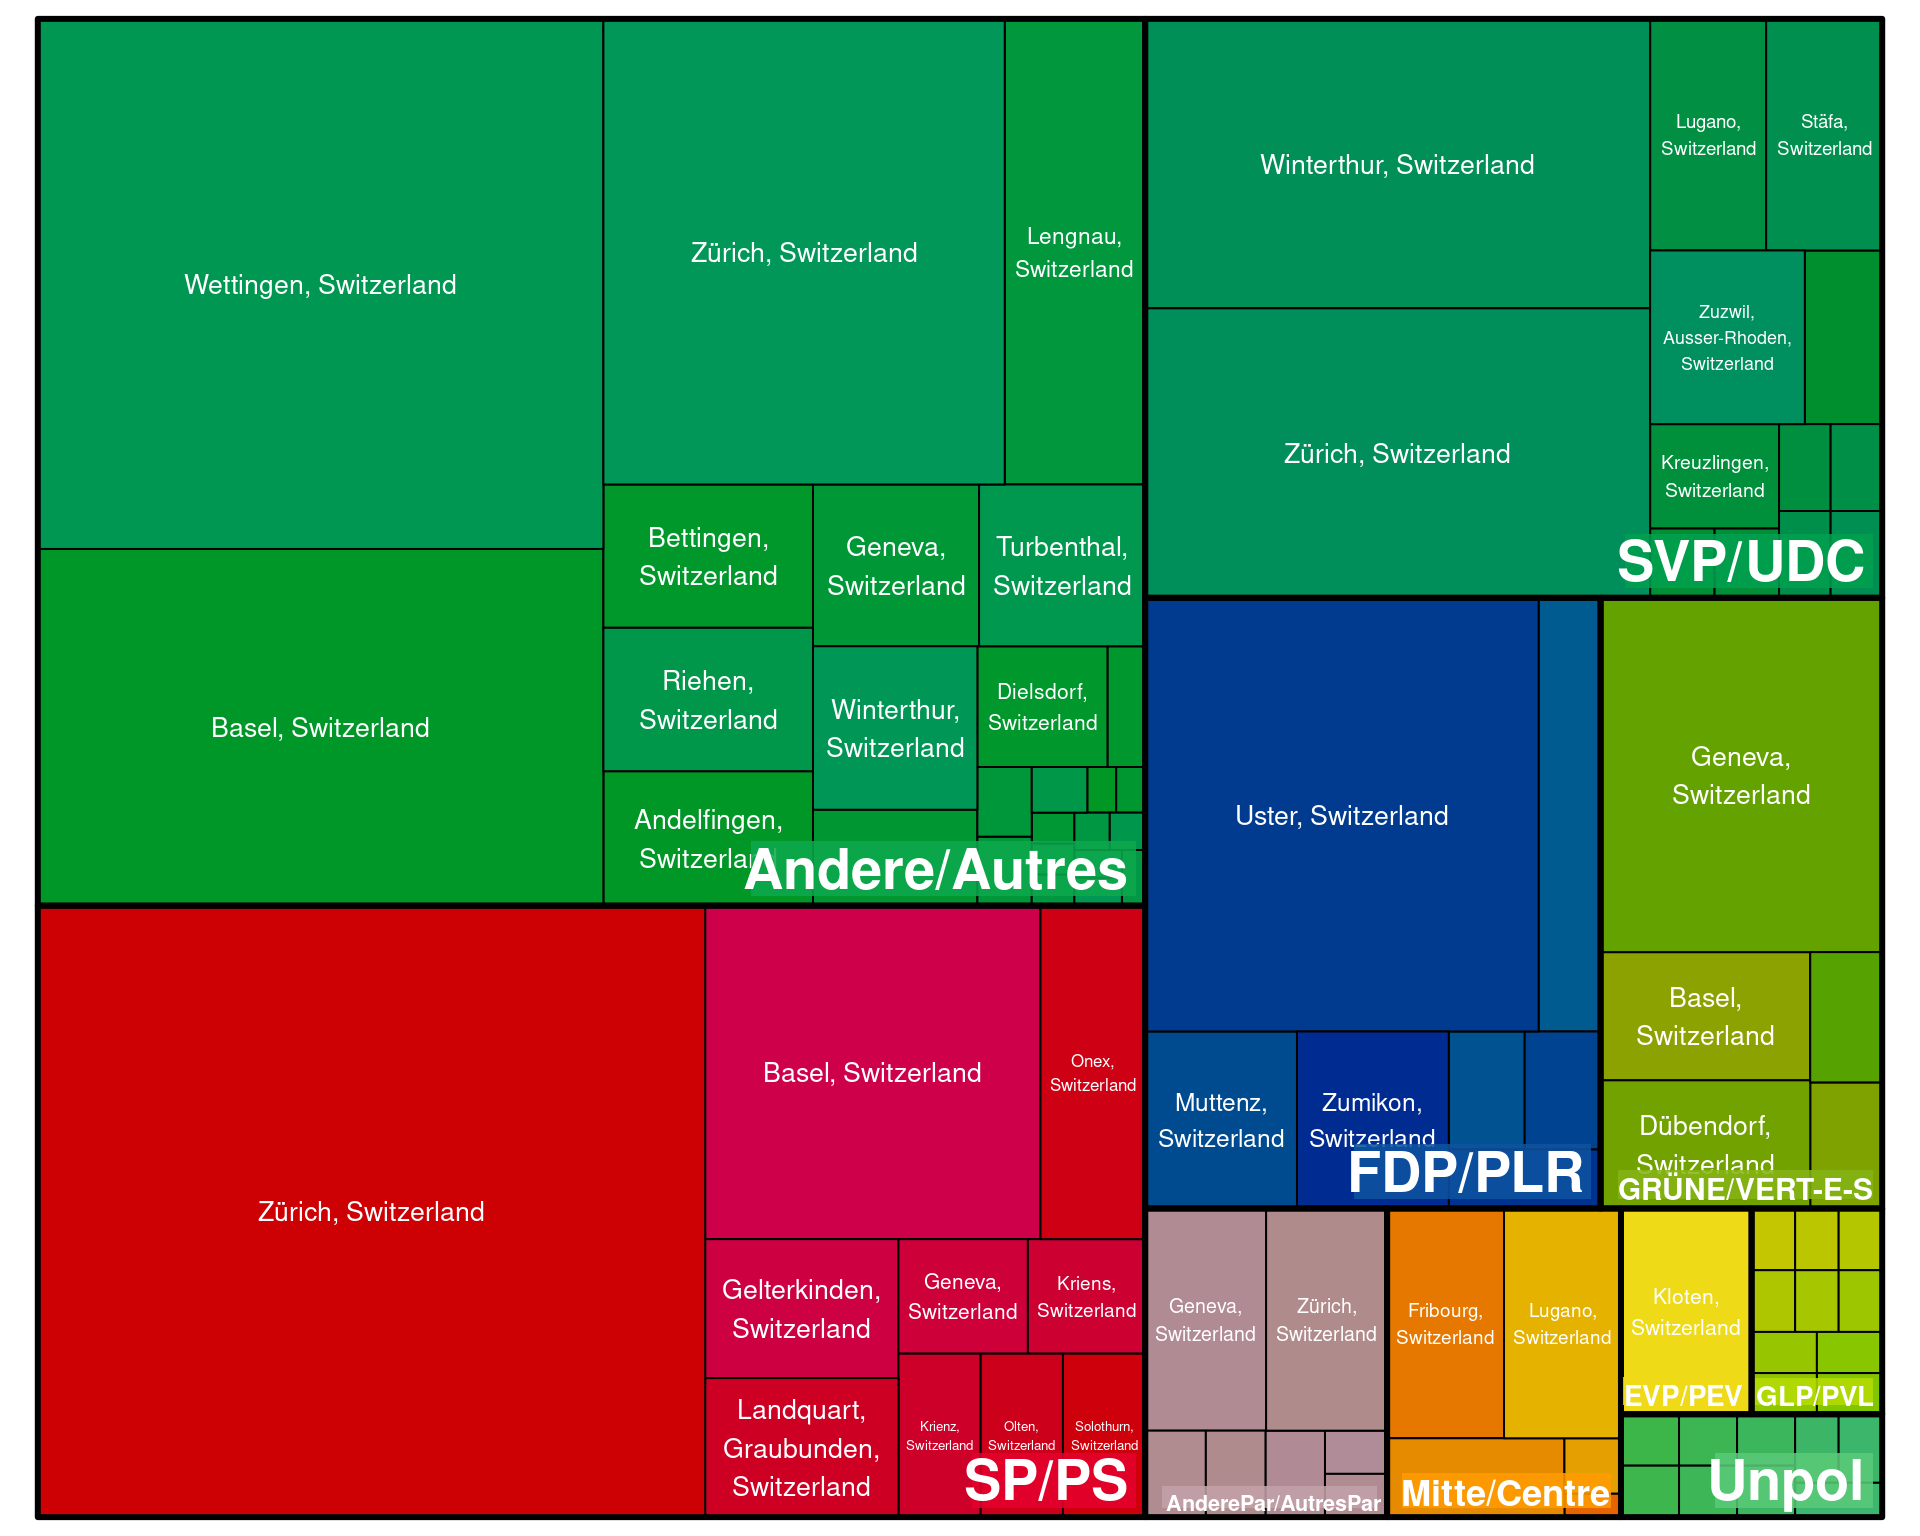 Wettingen, Switzerland
Zürich, Switzerland
Lengnau,
Switzerland
Basel, Switzerland
Bettingen,
Switzerland
Geneva,
Switzerland
Turbenthal,
Switzerland
Riehen,
Switzerland
Winterthur,
Switzerland
Dielsdorf,
Switzerland
Andelfingen,
Switzerland
Andere/Autres
Winterthur, Switzerland
Lugano,
Switzerland
Stäfa,
Switzerland
Zürich, Switzerland
Zuzwil,
Ausser-Rhoden,
Switzerland
Kreuzlingen,
Switzerland
SVP/UDC
Zürich, Switzerland
Basel, Switzerland
Onex,
Switzerland
Gelterkinden,
Switzerland
Geneva,
Switzerland
Kriens,
Switzerland
Landquart,
Graubunden,
Switzerland
Krienz,
Switzerland
Olten,
Switzerland
Solothurn,
Switzerland
SP/PS
Uster, Switzerland
Muttenz,
Switzerland
Zumikon,
Switzerland
FDP/PLR
Geneva,
Switzerland
Basel,
Switzerland
Dübendorf,
Switzerland
GRÜNE/VERT-E-S
Geneva,
Switzerland
Zürich,
Switzerland
AnderePar/AutresPar
Fribourg,
Switzerland
Lugano,
Switzerland
Mitte/Centre
Kloten,
Switzerland
EVP/PEV
GLP/PVL
Unpol